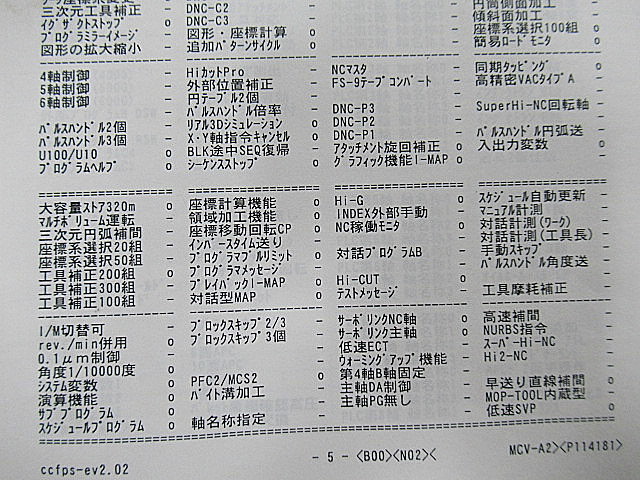 三次元工具補正 -
イグザクトストップ o
プログラミラーイメージ -
図形の拡大縮小 -
DNC-C2 -
DNC-C3 -
図形・座標計算 o
追加パターンサイクル o
円筒側面加工 -
傾斜面加工 -
座標系選択100組 o
簡易ロードモニタ o
4軸制御 -
5軸制御 -
6軸制御 -
パルスハンドル2個 -
パルスハンドル3個 -
U100/U10 o
プログラムヘルプ o
HiカットPro -
外部位置補正 -
円テーブル2個 -
パルスハンドル倍率 -
リアル3Dシミュレーション o
X・Y軸指令キャンセル o
BLK途中SEQ復帰 -
シーケンスストップ o
NCマスタ -
FS-9テープコンバート -
DNC-P3 -
DNC-P2 -
DNC-P1 -
アタッチメント旋回補正 o
グラフィック機能I-MAP o
同期タッピング o
高精密VACタイプA -
SuperHi-NC回転軸 -
パルスハンドル円弧送 -
入出力変数 o
大容量ストア320m o
マルチボリューム運転 -
三次元円弧補間 -
座標系選択20組 -
座標系選択50組 -
工具補正200組 o
工具補正300組 -
工具補正100組 -
座標計算機能 o
領域加工機能 o
座標移動回転CP o
インバースタイム送り -
プログラマブルリミット o
プログラマメッセージ -
プレイバックI-MAP o
対話型MAP o
Hi-G o
INDEX外部手動 -
NC稼働モニタ o
対話プログラムB -
Hi-CUT o
テストメッセージ -
スケジュール自動更新 -
マニュアル計測 -
対話計測(ワーク) -
対話計測(工具長) -
手動スキップ -
パルスハンドル角度送 -
工具摩耗補正 -
I/M切替可 -
rev./min併用 o
0.1μm制御 -
角度1/10000度 o
システム変数 o
演算機能 o
サブプログラム o
スケジュールプログラム o
ブロックスキップ2/3 -
ブロックスキップ3個 -
PFC2/MCS2 o
バイト溝加工 -
軸名称指定 -
サーボリンクNC軸 o
サーボリンク主軸 o
低速ECT -
ウォーミングアップ機能 -
第4軸B軸固定 -
主軸DA制御 -
主軸PG無し -
高速補間 -
NURBS指令 -
スーパーHi-NC -
Hi2-NC -
早送り直線補間 -
MOP-TOOL内蔵型 -
低速SVP o
ccfps-ev2.02
- 5 -<B00><N02><
MCV-A2><P114181>